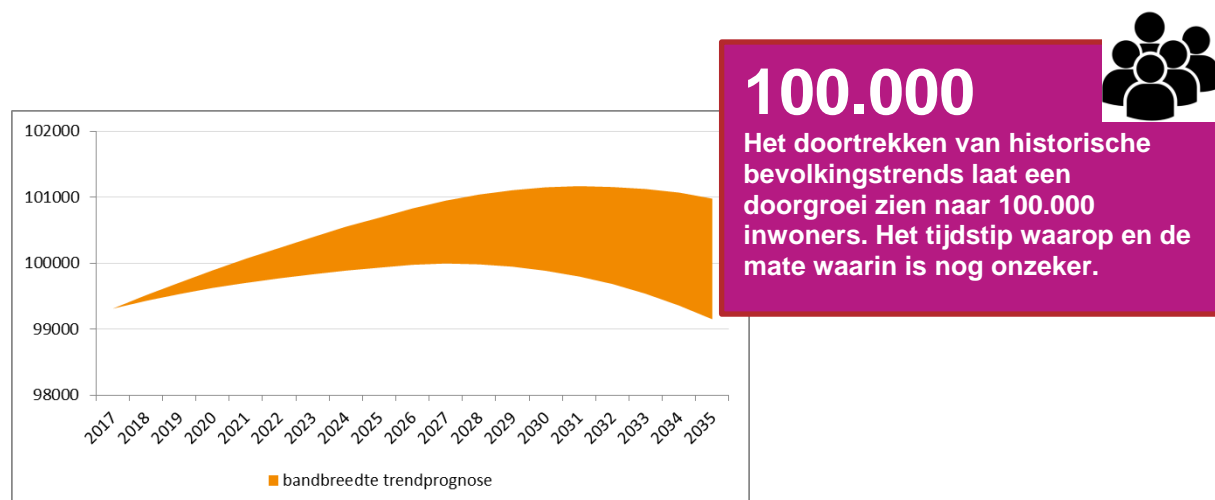 100.000
Het doortrekken van historische
bevolkingstrends laat een
doorgroei zien naar 100.000
inwoners. Het tijdstip waarop en de
mate waarin is nog onzeker.
102000
101000
100000
99000
98000
2017 2018 2019 2020 2021 2022 2023 2024 2025 2026 2027 2028 2029 2030 2031 2032 2033 2034 2035
bandbreedte trendprognose